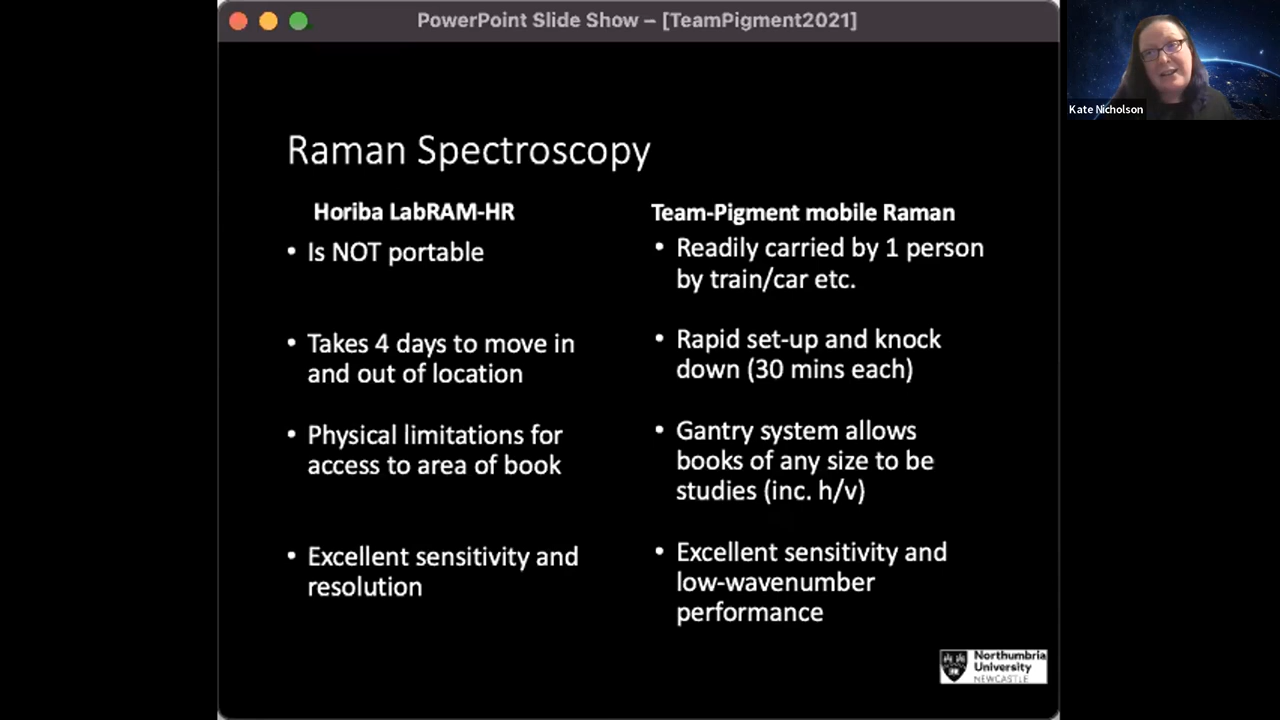 PowerPoint Slide Show – [TeamPigment2021]
Kate Nicholson
Raman Spectroscopy
Horiba LabRAM-HR
• Is NOT portable
• Takes 4 days to move in
and out of location
• Physical limitations for
access to area of book
• Excellent sensitivity and
resolution
Team-Pigment mobile Raman
• Readily carried by 1 person
by train/car etc.
• Rapid set-up and knock
down (30 mins each)
• Gantry system allows
books of any size to be
studies (inc. h/v)
• Excellent sensitivity and
low-wavenumber
performance
Northumbria
University
NEWCASTLE